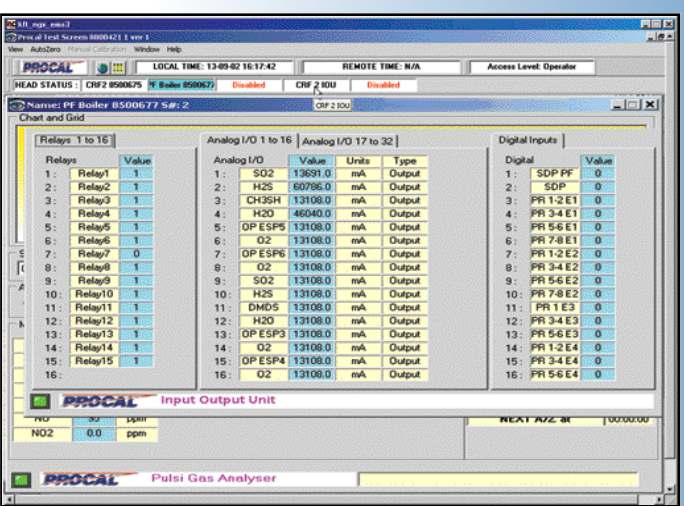 kll_ngx_ems3
Procal Test Screen 8000421 1 ver 1
View AutoZero Manual Calibration Window Help
PROCAL LOCAL TIME: 13-09-02 16:17:42 REMOTE TIME: N/A Access Level: Operator
HEAD STATUS : CRF2 8500675 PF Boiler 8500677 Disabled CRF 2 IOU Disabled
Name: PF Boiler 8500677 S#: 2 CRF 2 IOU
Chart and Grid
Relays 1 to 16 Analog I/O 1 to 16 Analog I/O 17 to 32 Digital Inputs
Relays Value Analog I/O Value Units Type Digital Value
1: Relay1 1 1: SO2 13691.0 mA Output 1: SDP PF 0
2: Relay2 1 2: H2S 60786.0 mA Output 2: SDP 0
3: Relay3 1 3: CH3SH 13108.0 mA Output 3: PR 1-2 E1 0
4: Relay4 1 4: H2O 46040.0 mA Output 4: PR 3-4 E1 0
5: Relay5 1 5: OP ESP5 13108.0 mA Output 5: PR 5-6 E1 0
6: Relay6 1 6: O2 13108.0 mA Output 6: PR 7-8 E1 0
7: Relay7 0 7: OP ESP6 13108.0 mA Output 7: PR 1-2 E2 0
8: Relay8 1 8: O2 13108.0 mA Output 8: PR 3-4 E2 0
9: Relay9 1 9: SO2 13108.0 mA Output 9: PR 5-6 E2 0
10: Relay10 1 10: H2S 13108.0 mA Output 10: PR 7-8 E2 0
11: Relay11 1 11: DMDS 13108.0 mA Output 11: PR 1 E3 0
12: Relay12 1 12: H2O 13108.0 mA Output 12: PR 3-4 E3 0
13: Relay13 1 13: OP ESP3 13108.0 mA Output 13: PR 5-6 E3 0
14: Relay14 1 14: O2 13108.0 mA Output 14: PR 1-2 E4 0
15: Relay15 1 15: OP ESP4 13108.0 mA Output 15: PR 3-4 E4 0
16: 16: O2 13108.0 mA Output 16: PR 5-6 E4 0
PROCAL Input Output Unit
NO ppm NEXT A/Z at 00:00:00
NO2 0.0 ppm
PROCAL Pulsi Gas Analyser